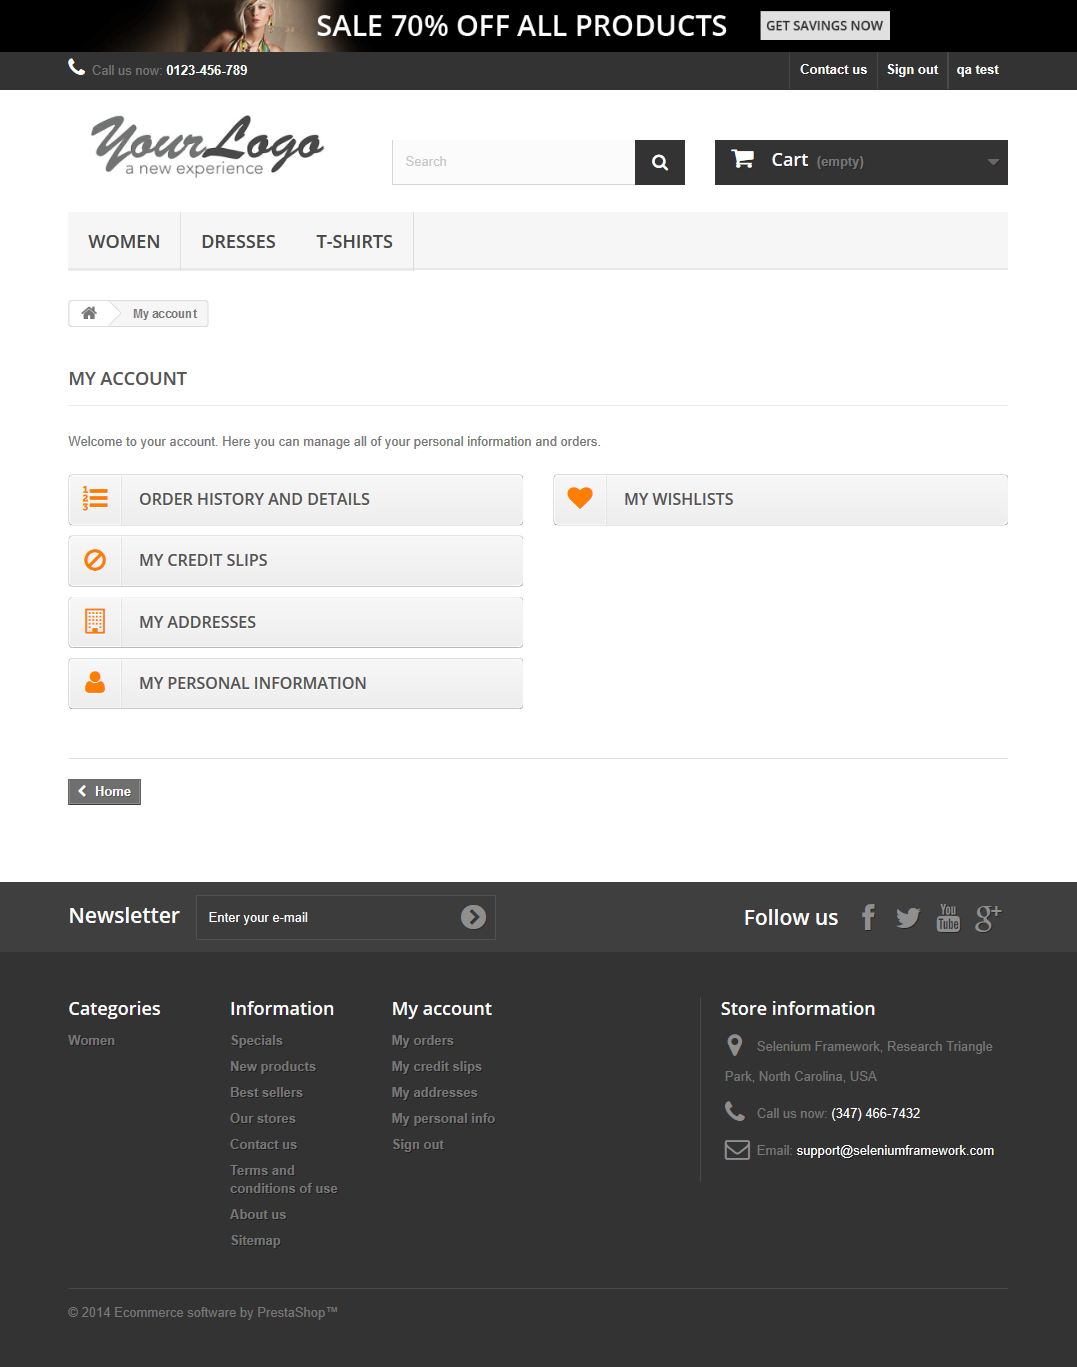 SALE 70% OFF ALL PRODUCTS GET SAVINGS NOW
Call us now: 0123-456-789 Contact us Sign out qa test
YourLogo
a new experience
Search
Cart (empty)
WOMEN DRESSES T-SHIRTS
My account
MY ACCOUNT
Welcome to your account. Here you can manage all of your personal information and orders.
1
2
3
ORDER HISTORY AND DETAILS
MY CREDIT SLIPS
MY ADDRESSES
MY PERSONAL INFORMATION
MY WISHLISTS
Home
Newsletter Enter your e-mail
Follow us
You
Tube
g+
Categories
Women
Information
Specials
New products
Best sellers
Our stores
Contact us
Terms and
conditions of use
About us
Sitemap
My account
My orders
My credit slips
My addresses
My personal info
Sign out
Store information
Selenium Framework, Research Triangle
Park, North Carolina, USA
Call us now: (347) 466-7432
Email: support@seleniumframework.com
© 2014 Ecommerce software by PrestaShop™